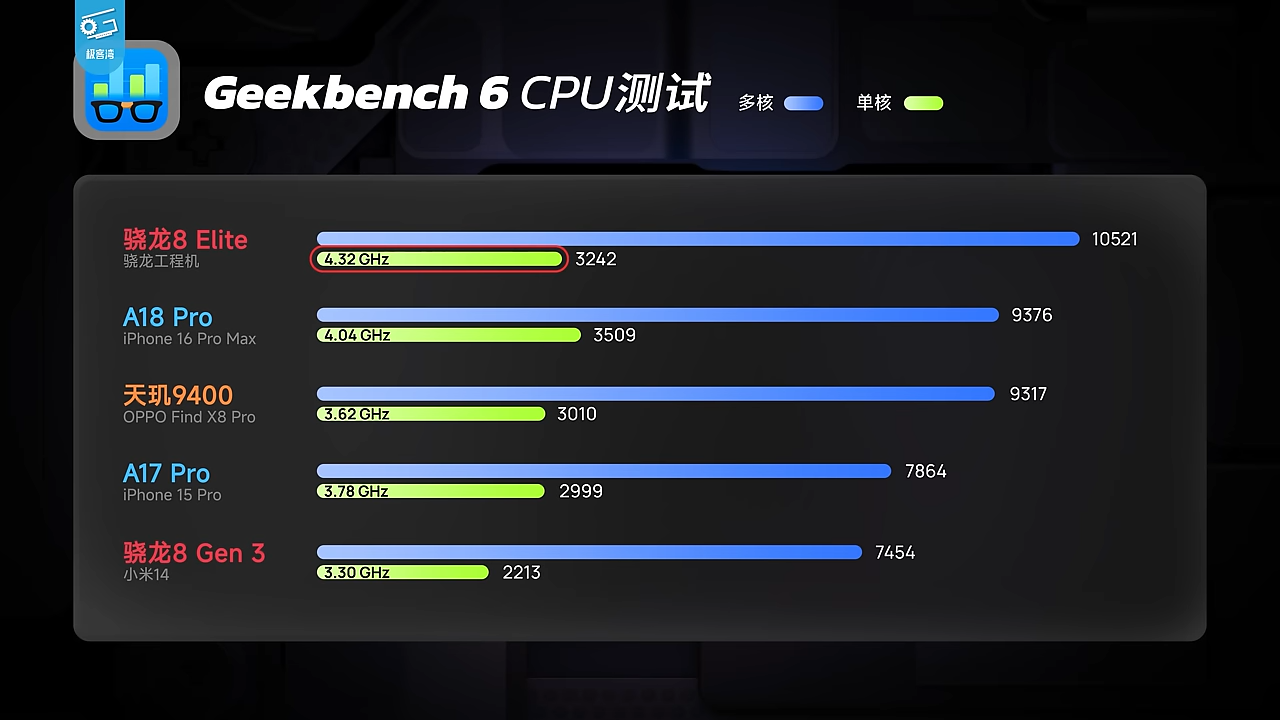 极客湾
Geekbench 6 CPU测试
多核
单核
骁龙8 Elite
骁龙工程机
10521
4.32 GHz
3242
A18 Pro
iPhone 16 Pro Max
9376
4.04 GHz
3509
天玑9400
OPPO Find X8 Pro
9317
3.62 GHz
3010
A17 Pro
iPhone 15 Pro
7864
3.78 GHz
2999
骁龙8 Gen 3
小米14
7454
3.30 GHz
2213